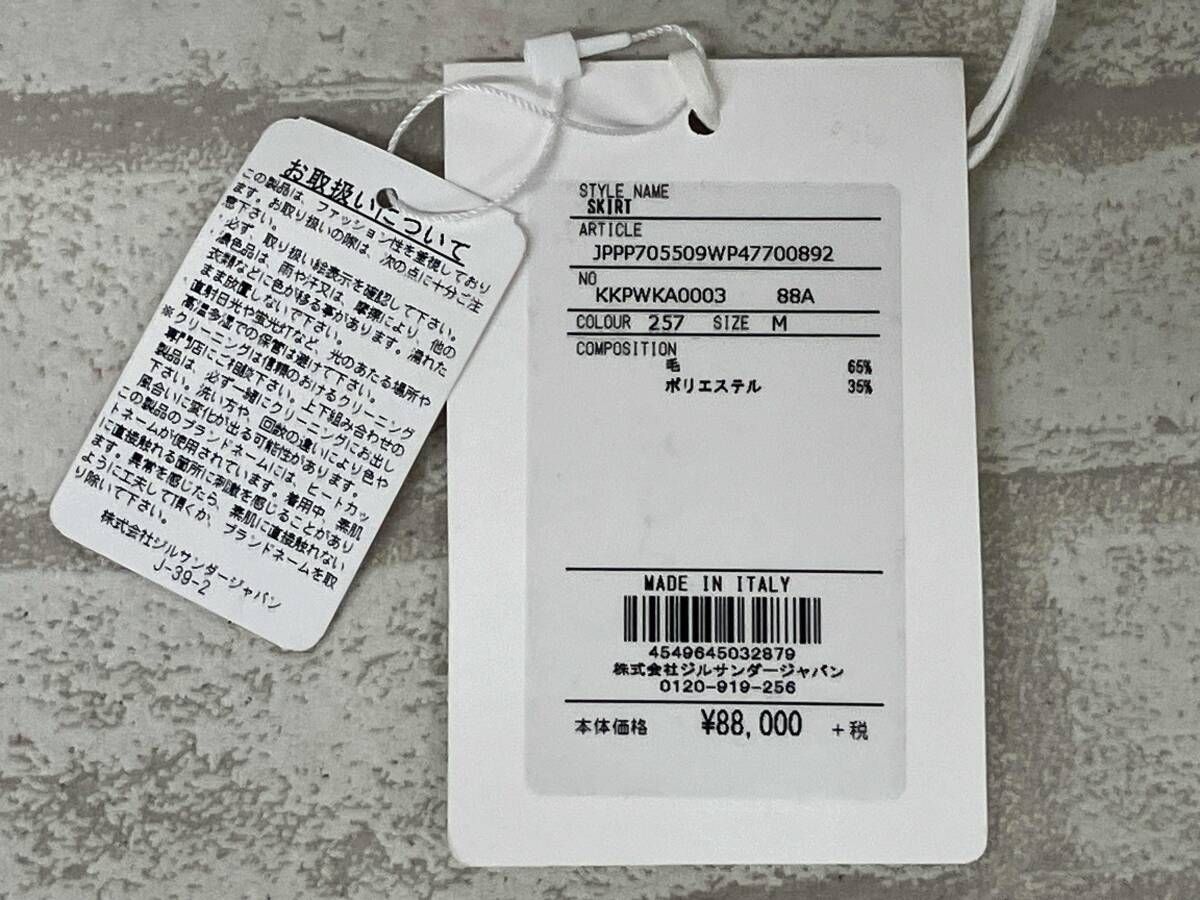 お取扱いについて
この製品は、ファッション性を重視しており
ます。お取り扱いの際は、次の点に十分ご注
意下さい。
・必ず、取り扱い絵表示を確認して下さい。
・濃色品は、雨や汗又は、摩擦により、他の
衣類などに色が移る事があります。濡れた
まま放置しないで下さい。
・直射日光や蛍光灯など、光のあたる場所や
高温多湿での保管は避けて下さい。
※クリーニングは信頼のおけるクリーニング
専門店にご相談下さい。上下組み合わせの
製品は、必ず一緒にクリーニングにお出し
下さい。洗い方や、回数の違いにより色や
風合いに変化が出る可能性があります。
この製品のブランドネームには、ヒートカッ
トネームが使用されています。着用中、素肌
に直接触れる箇所に刺激を感じることがあり
ます。異常を感じたら、素肌に直接触れない
ように工夫して頂くか、ブランドネームを取
り除いて下さい。
株式会社ジルサンダージャパン
J-39-2
STYLE NAME
SKIRT
ARTICLE
JPPP705509WP47700892
NO
KKPWKA0003 88A
COLOUR 257 SIZE M
COMPOSITION
毛 65%
ポリエステル 35%
MADE IN ITALY
4549645032879
株式会社ジルサンダージャパン
0120-919-256
本体価格 ¥88,000 +税